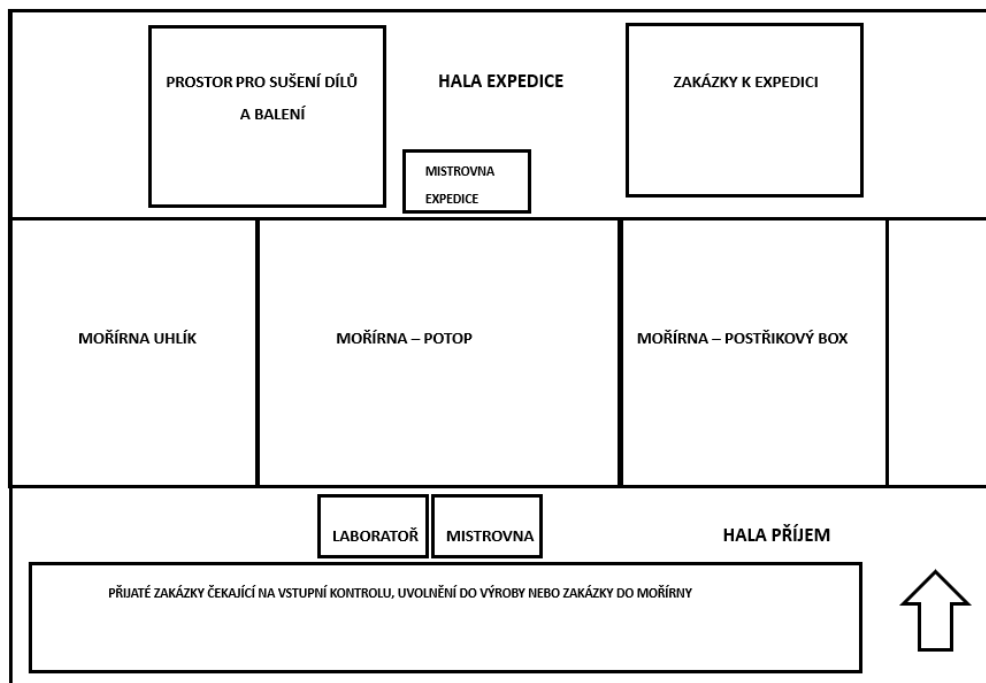 PROSTOR PRO SUŠENÍ DÍLŮ
A BALENÍ
HALA EXPEDICE
ZAKÁZKY K EXPEDICI
MISTROVNA
EXPEDICE
MOŘÍRNA UHLÍK
MOŘÍRNA – POTOP
MOŘÍRNA – POSTŘIKOVÝ BOX
LABORATOŘ
MISTROVNA
HALA PŘÍJEM
PŘIJATÉ ZAKÁZKY ČEKAJÍCÍ NA VSTUPNÍ KONTROLU, UVOLNĚNÍ DO VÝROBY NEBO ZAKÁZKY DO MOŘÍRNY